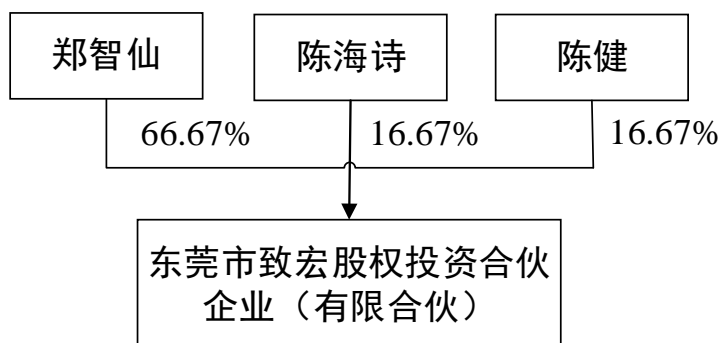 郑智仙
陈海诗
陈健
66.67%
16.67%
16.67%
东莞市致宏股权投资合伙
企业（有限合伙）